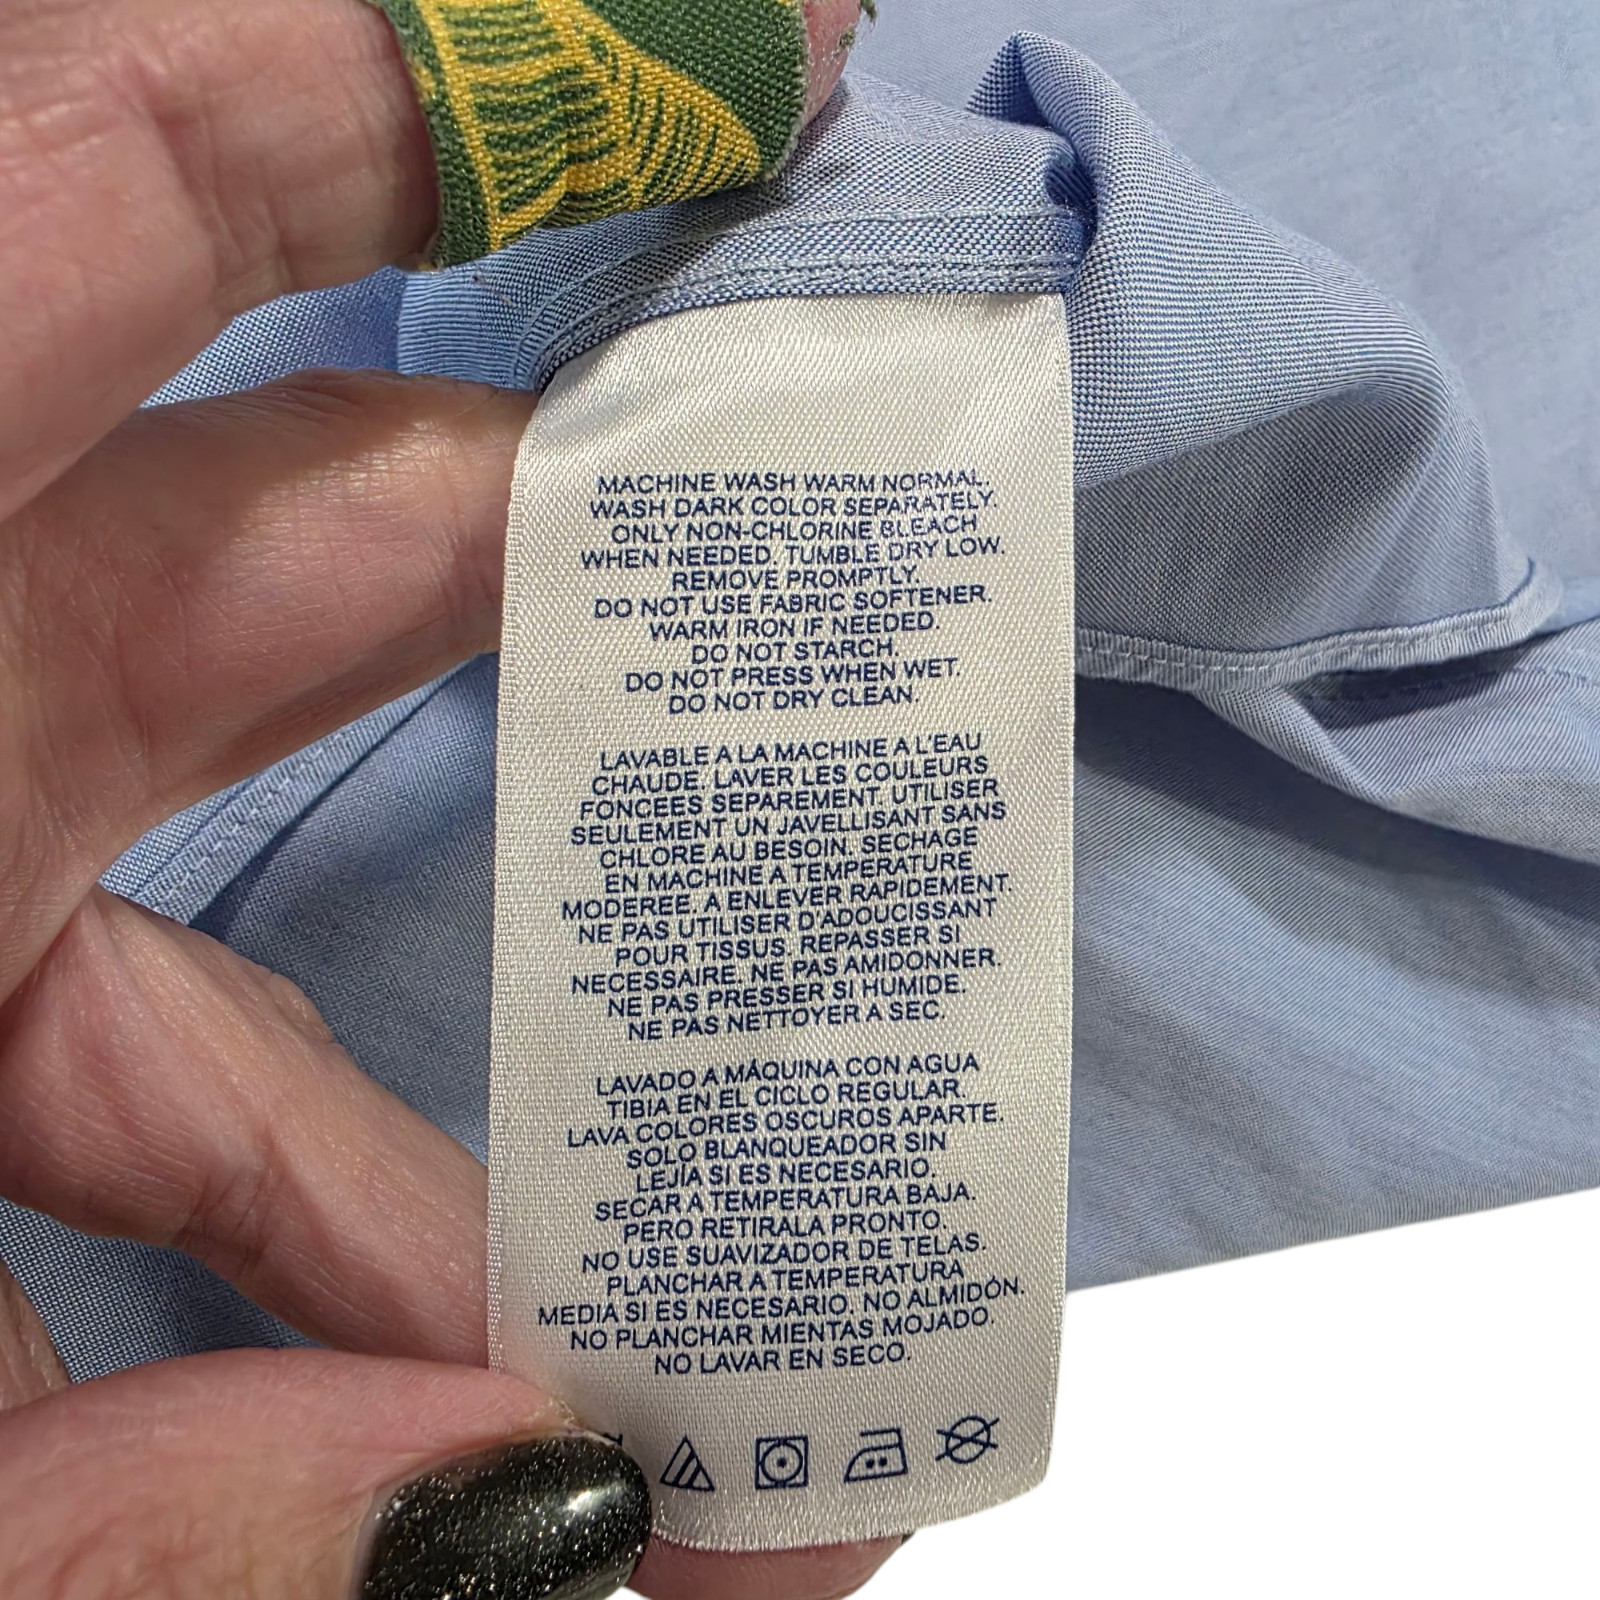 MACHINE WASH WARM NORMAL.
WASH DARK COLOR SEPARATELY.
ONLY NON-CHLORINE BLEACH
WHEN NEEDED. TUMBLE DRY LOW.
REMOVE PROMPTLY.
DO NOT USE FABRIC SOFTENER.
WARM IRON IF NEEDED.
DO NOT STARCH.
DO NOT PRESS WHEN WET.
DO NOT DRY CLEAN.
LAVABLE A LA MACHINE A L'EAU
CHAUDE. LAVER LES COULEURS
FONCEES SEPAREMENT. UTILISER
SEULEMENT UN JAVELLISANT SANS
CHLORE AU BESOIN. SECHAGE
EN MACHINE A TEMPERATURE
MODEREE. A ENLEVER RAPIDEMENT.
NE PAS UTILISER D'ADOUCISSANT
POUR TISSUS. REPASSER SI
NECESSAIRE. NE PAS AMIDONNER.
NE PAS PRESSER SI HUMIDE.
NE PAS NETTOYER A SEC.
LAVADO A MÁQUINA CON AGUA
TIBIA EN EL CICLO REGULAR.
LAVA COLORES OSCUROS APARTE.
SOLO BLANQUEADOR SIN
LEJÍA SI ES NECESARIO.
SECAR A TEMPERATURA BAJA.
PERO RETIRALA PRONTO.
NO USE SUAVIZADOR DE TELAS.
PLANCHAR A TEMPERATURA
MEDIA SI ES NECESARIO. NO ALMIDÓN.
NO PLANCHAR MIENTAS MOJADO.
NO LAVAR EN SECO.